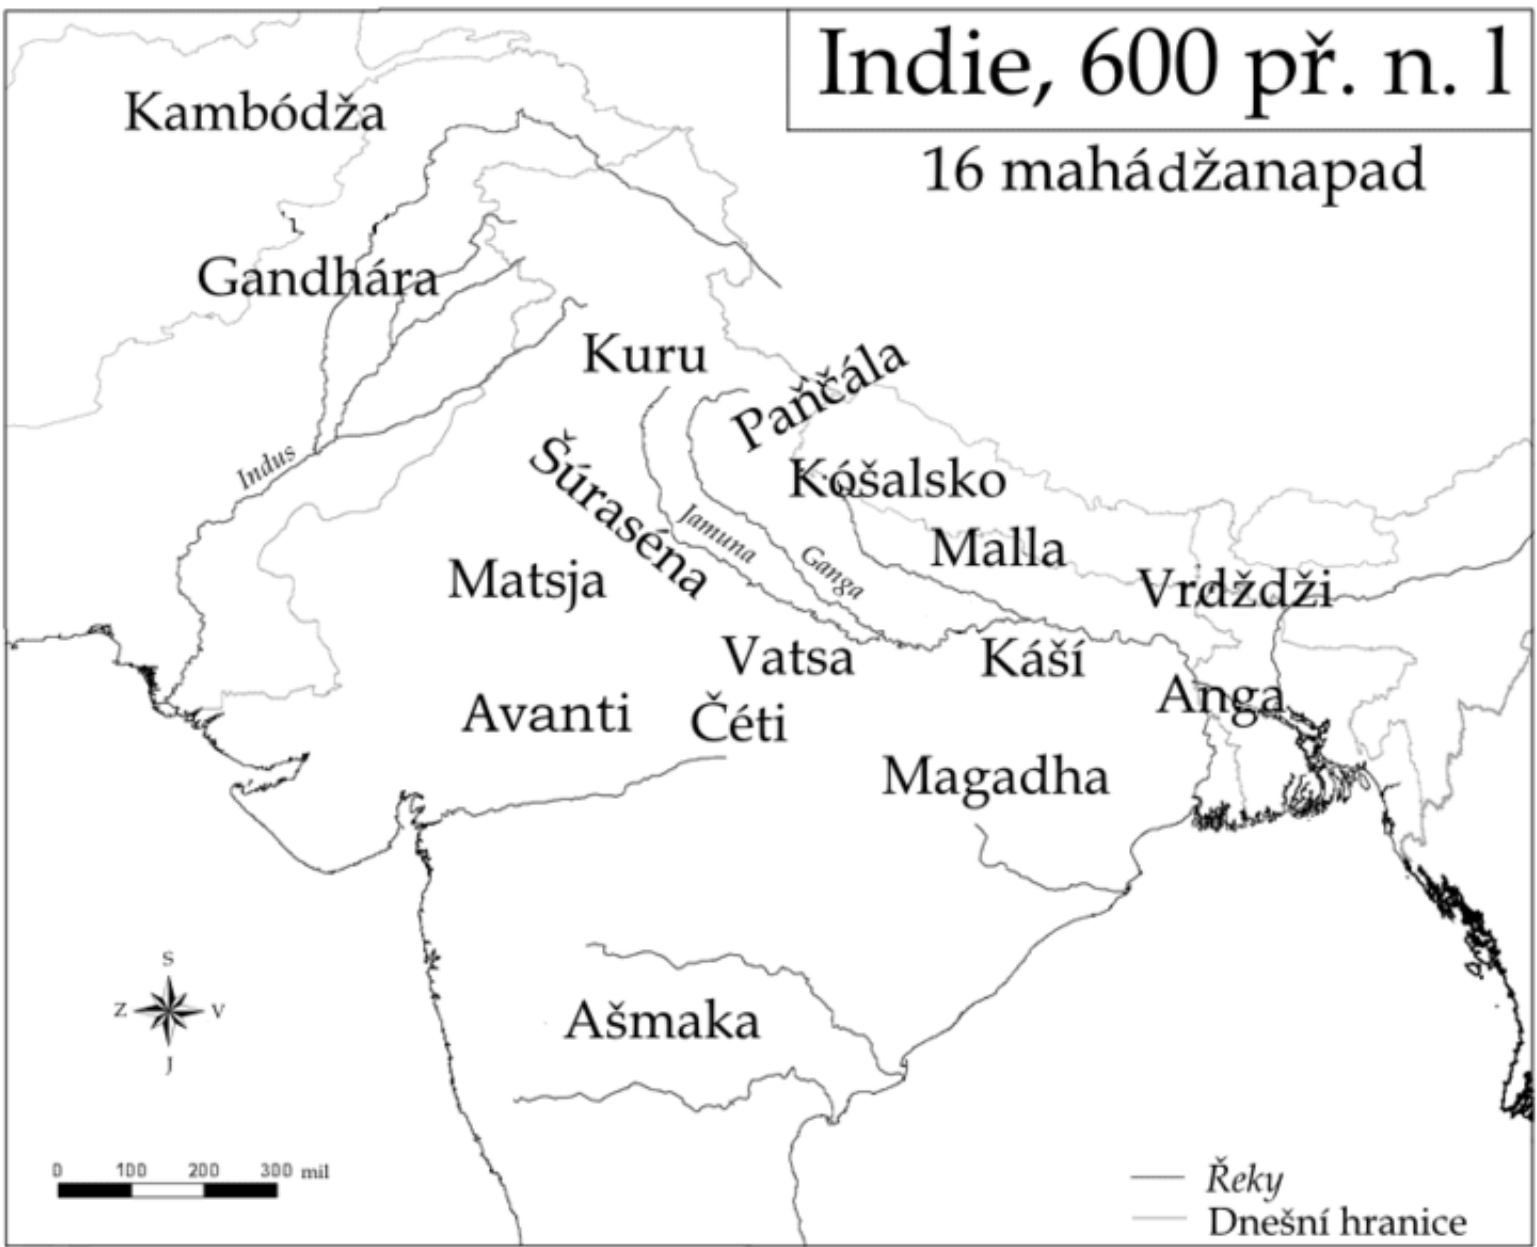 Indie, 600 př. n. l
16 mahádžanapad
Kambódža
Gandhára
Kuru
Paňčála
Indus
Šúraséna
Kóšalsko
Jamuna
Ganga
Malla
Matsja
Vrdždži
Vatsa
Káší
Avanti
Čéti
Anga
Magadha
Ašmaka
S
Z V
J
0 100 200 300 mil
Řeky
Dnešní hranice